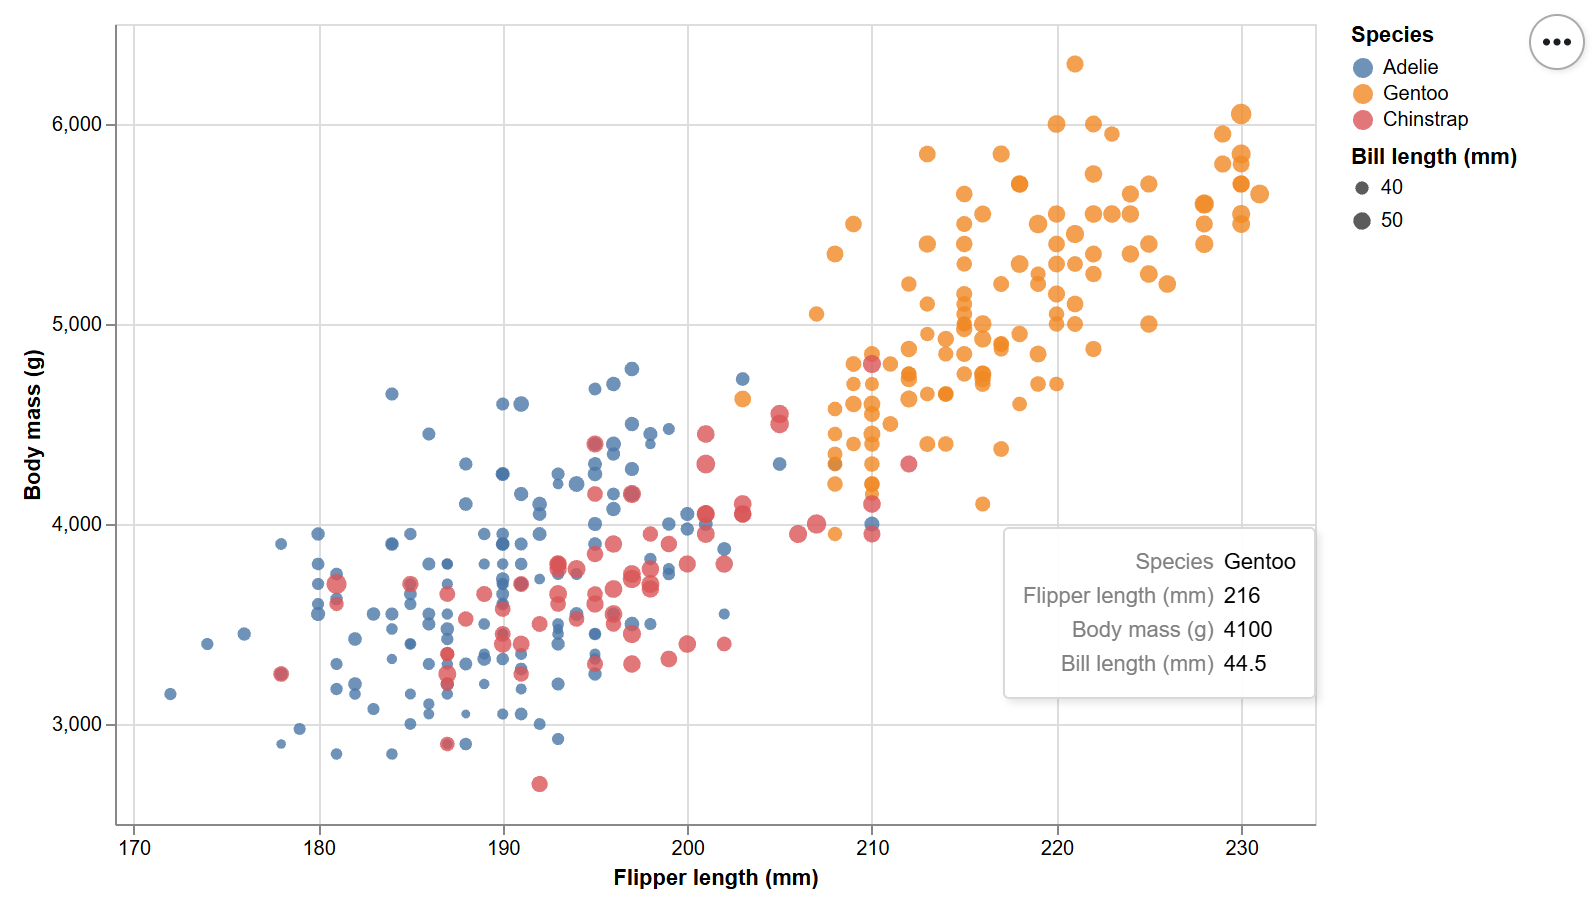 Species
Adelie
Gentoo
Chinstrap
Bill length (mm)
40
50
6,000
5,000
4,000
3,000
Body mass (g)
Species Gentoo
Flipper length (mm) 216
Body mass (g) 4100
Bill length (mm) 44.5
170 180 190 200 210 220 230
Flipper length (mm)